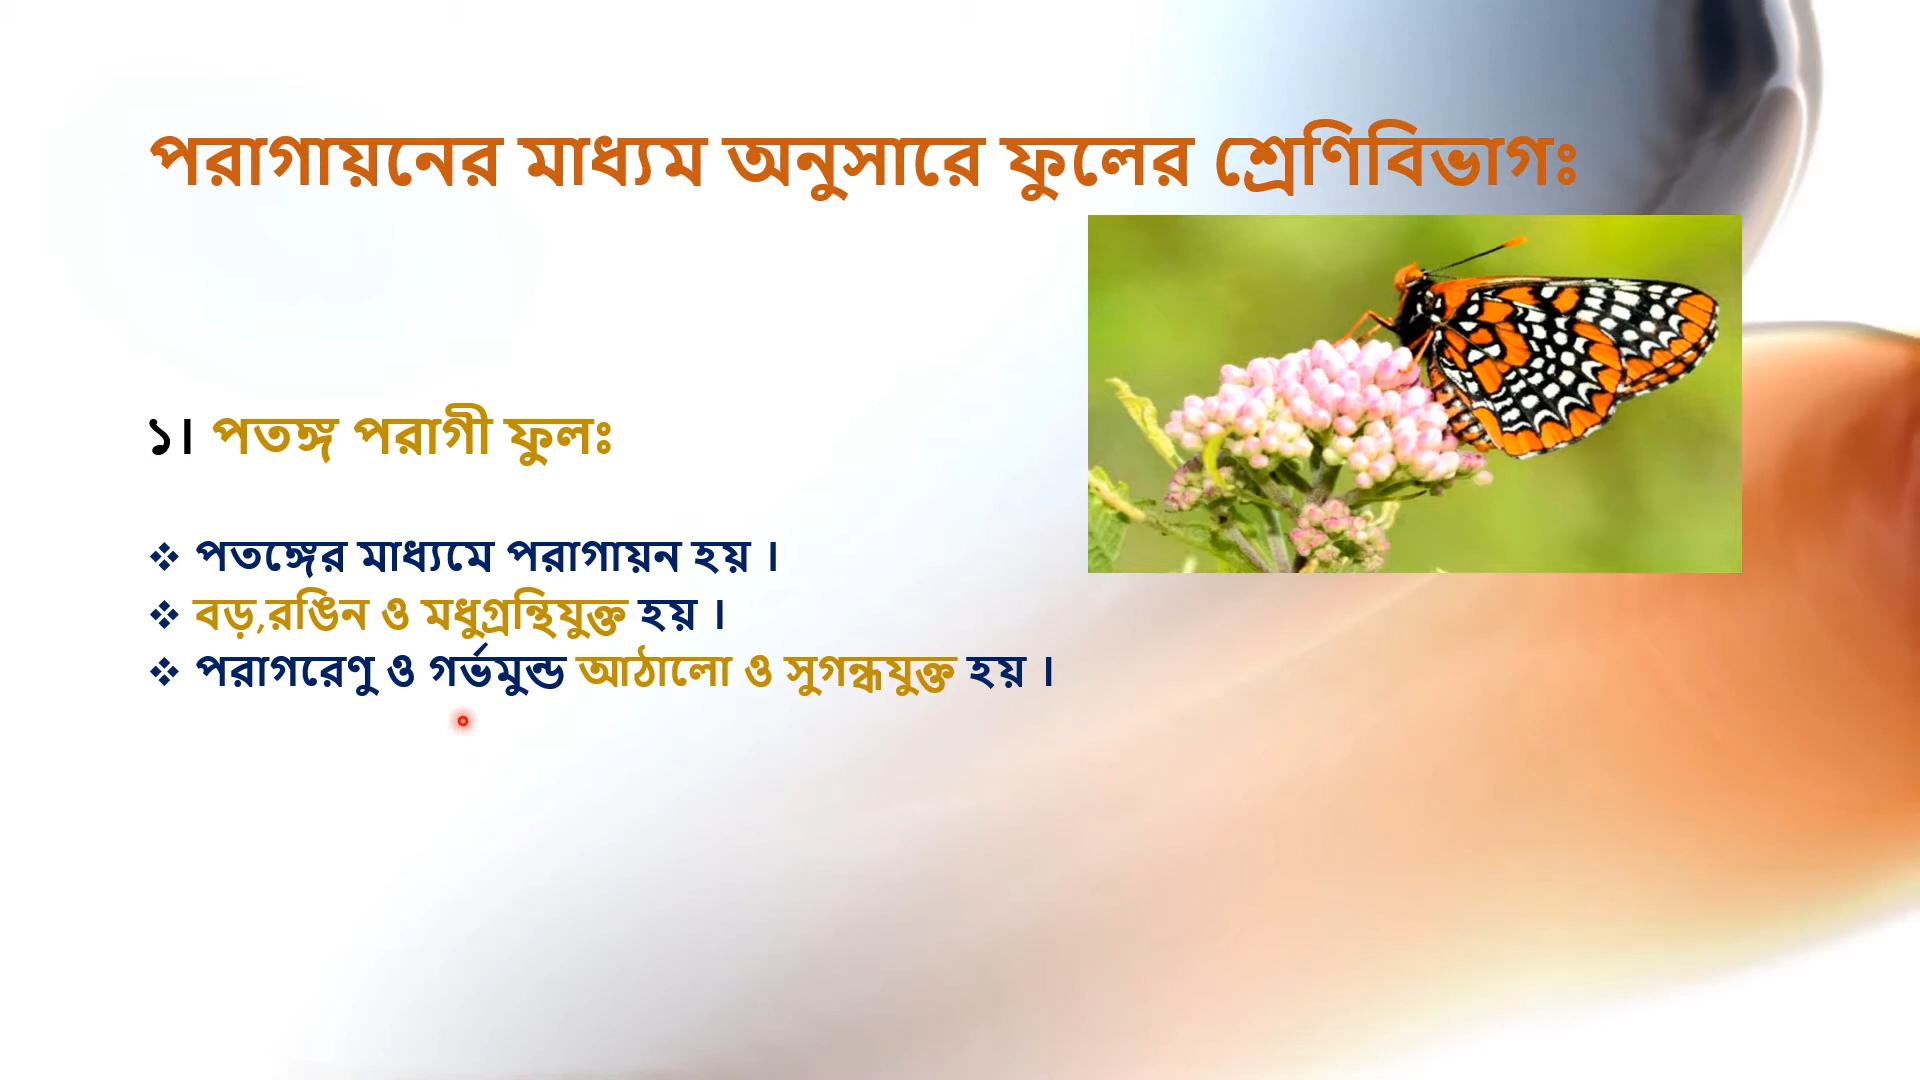 পরাগায়নের মাধ্যম অনুসারে ফুলের শ্রেণিবিভাগঃ
১। পতঙ্গ পরাগী ফুলঃ
❖ পতঙ্গের মাধ্যমে পরাগায়ন হয় ।
❖ বড়,রঙিন ও মধুগ্রন্থিযুক্ত হয় ।
❖ পরাগরেণু ও গর্ভমুন্ড আঠালো ও সুগন্ধযুক্ত হয় ।